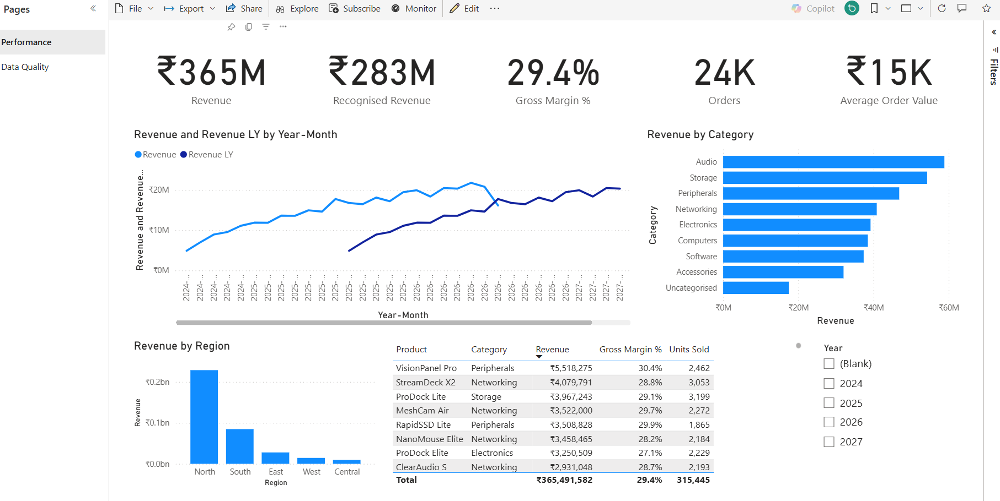 Pages
File
Export
Share
Explore
Subscribe
Monitor
Edit
Copilot
Performance
Data Quality
Filters
₹365M
Revenue
₹283M
Recognised Revenue
29.4%
Gross Margin %
24K
Orders
₹15K
Average Order Value
Revenue and Revenue LY by Year-Month
Revenue
Revenue LY
Revenue and Revenue...
₹20M
₹10M
₹0M
2024-...
2024-...
2024-...
2024-...
2024-...
2025-...
2025-...
2025-...
2025-...
2025-...
2025-...
2025-...
2025-...
2025-...
2025-...
2025-...
2025-...
2026-...
2026-...
2026-...
2026-...
2026-...
2026-...
2026-...
2026-...
2026-...
2026-...
2026-...
2026-...
2027-...
2027-...
2027-...
2027-...
Year-Month
Revenue by Category
Category
Audio
Storage
Peripherals
Networking
Electronics
Computers
Software
Accessories
Uncategorised
₹0M ₹20M ₹40M ₹60M
Revenue
Revenue by Region
Revenue
₹0.2bn
₹0.1bn
₹0.0bn
North South East West Central
Region
Product Category Revenue Gross Margin % Units Sold
VisionPanel Pro Peripherals ₹5,518,275 30.4% 2,462
StreamDeck X2 Networking ₹4,079,791 28.8% 3,053
ProDock Lite Storage ₹3,967,243 29.1% 3,199
MeshCam Air Networking ₹3,522,000 29.7% 2,272
RapidSSD Lite Peripherals ₹3,508,828 29.9% 1,865
NanoMouse Elite Networking ₹3,458,465 28.2% 2,184
ProDock Elite Electronics ₹3,250,509 27.1% 2,229
ClearAudio S Networking ₹2,931,048 28.7% 2,193
Total ₹365,491,582 29.4% 315,445
Year
(Blank)
2024
2025
2026
2027